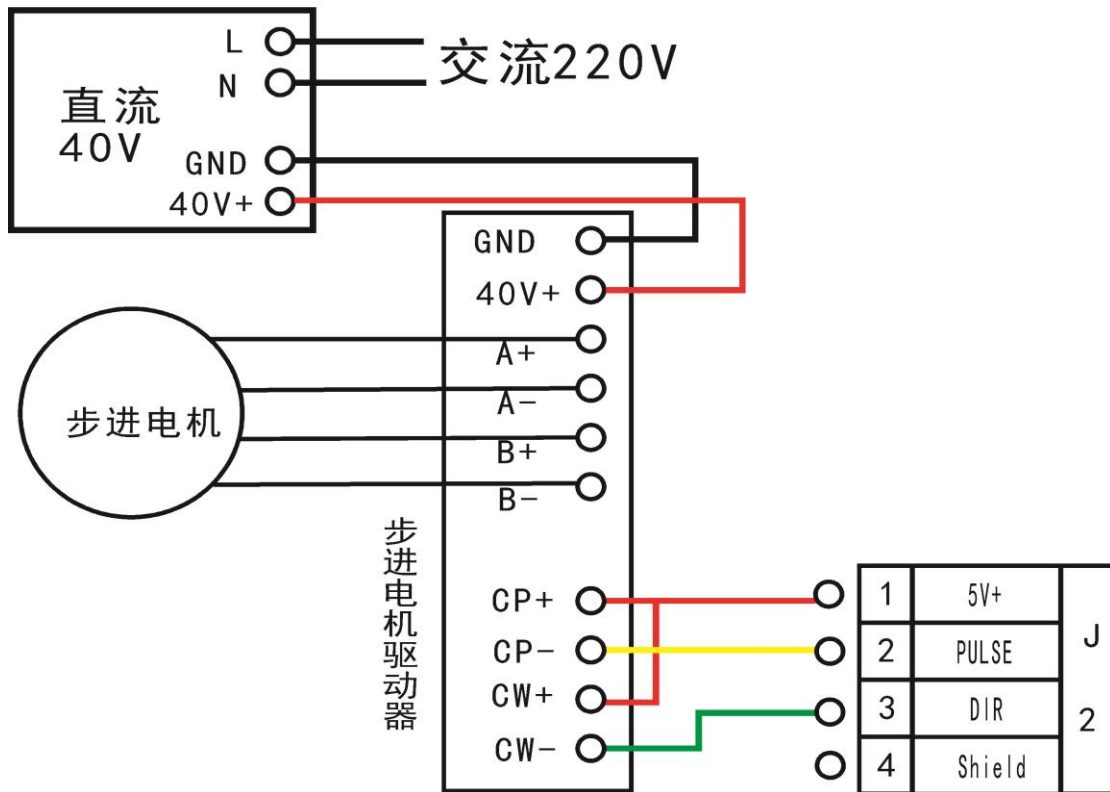 L
N
交流220V
直流
40V
GND
40V+
GND
40V+
A+
A-
B+
B-
步进电机
步进电机驱动器
CP+
CP-
CW+
CW-
1 5V+
2 PULSE
3 DIR
4 Shield
J
2